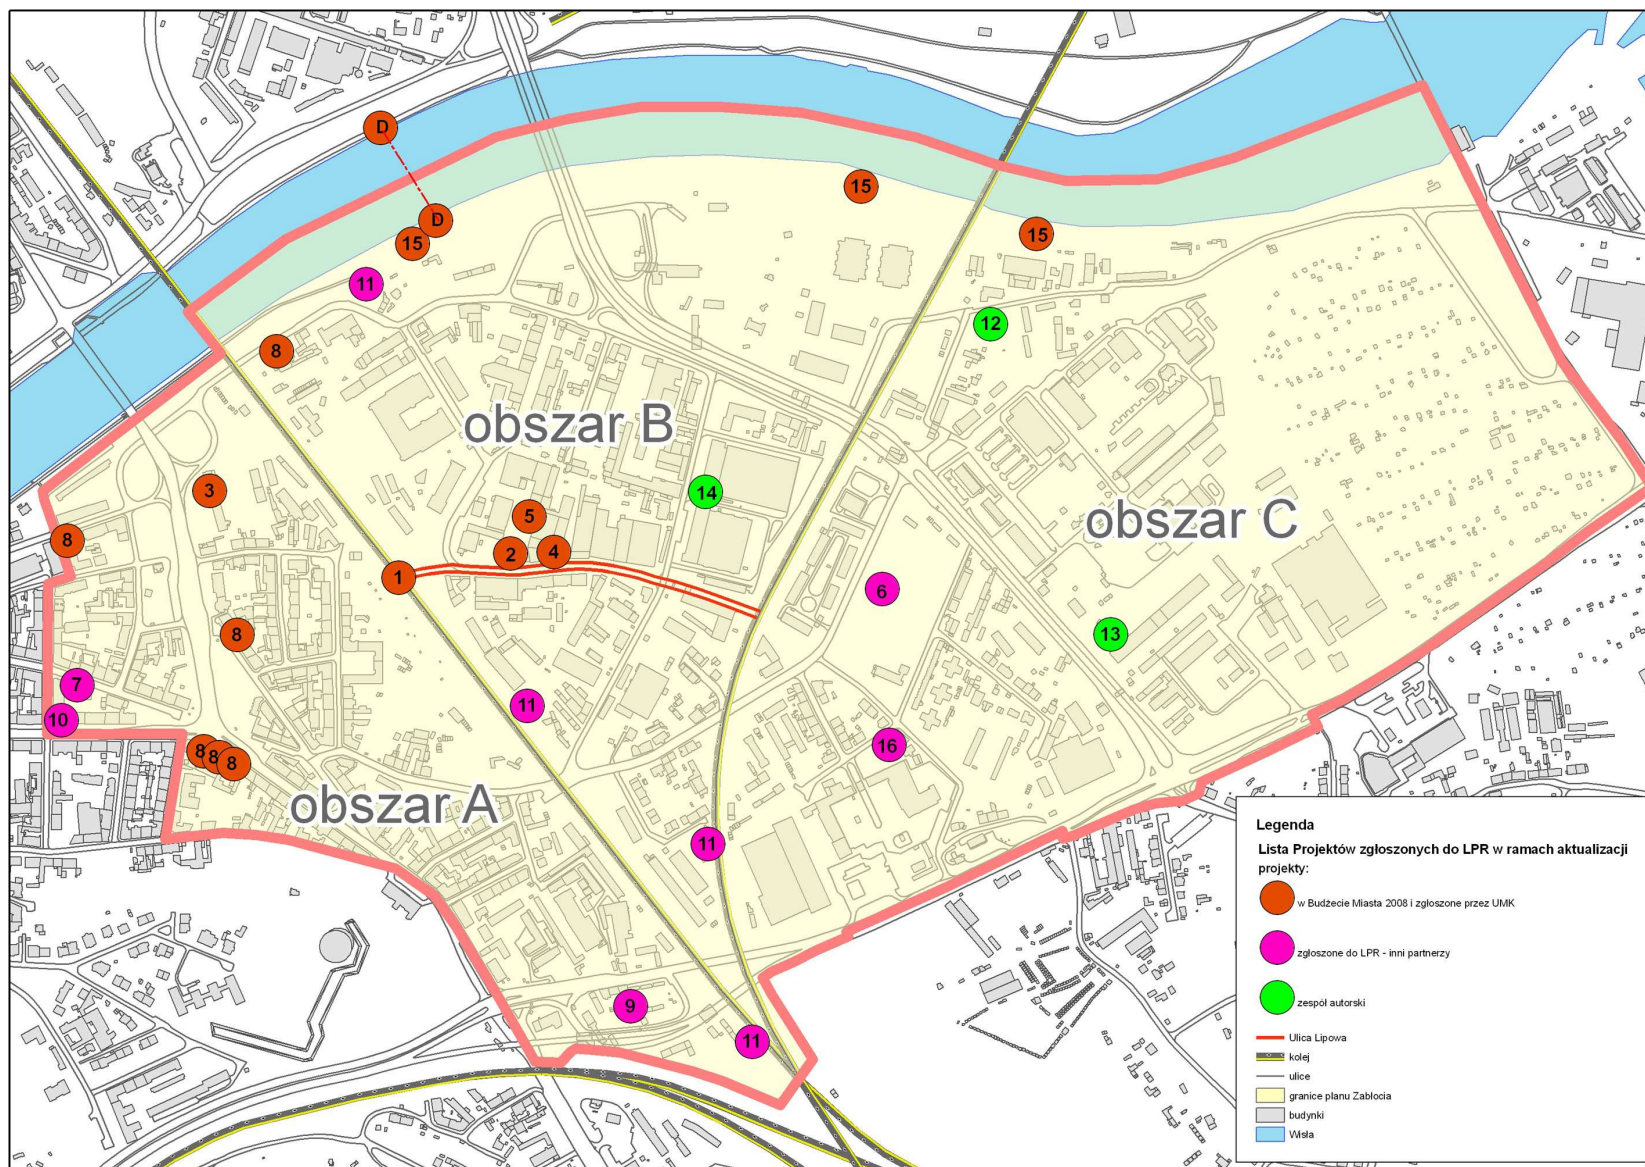 D
15
D
15
15
11
12
8
obszar B
3
14
5
obszar C
8
2
4
1
6
8
13
7
11
10
16
8
8
8
obszar A
11
9
11
Legenda
Lista Projektów zgłoszonych do LPR w ramach aktualizacji
projekty:
w Budżecie Miasta 2008 i zgłoszone przez UMK
zgłoszone do LPR - inni partnerzy
zespół autorski
Ulica Lipowa
kolej
ulice
granice planu Zabłocia
budynki
Wisła